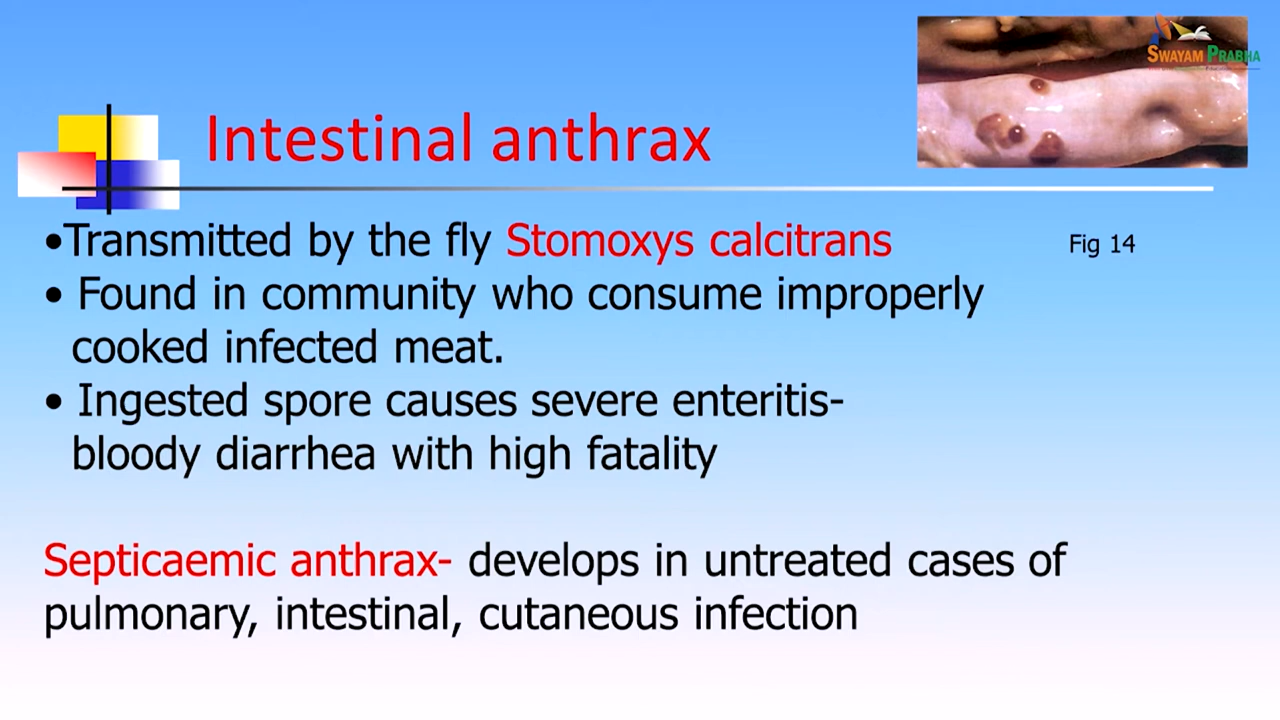 SWAYAM PRABHA
Intestinal anthrax
•Transmitted by the fly Stomoxys calcitrans
Fig 14
• Found in community who consume improperly
cooked infected meat.
• Ingested spore causes severe enteritis-
bloody diarrhea with high fatality
Septicaemic anthrax- develops in untreated cases of
pulmonary, intestinal, cutaneous infection